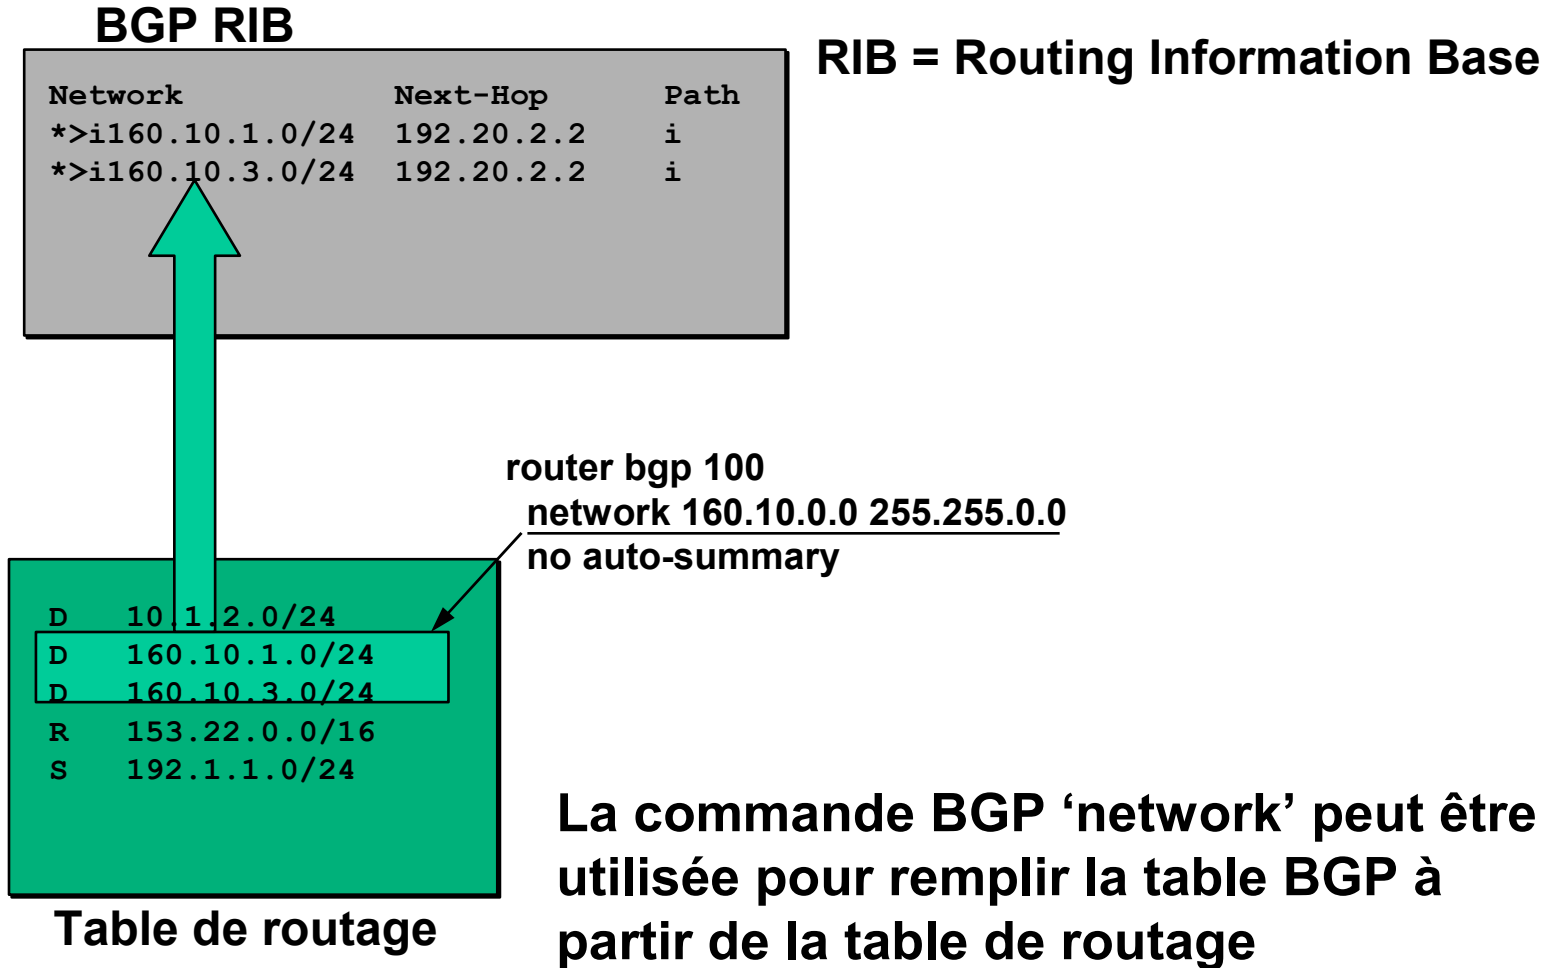 BGP RIB
RIB = Routing Information Base
Network Next-Hop Path
*>i160.10.1.0/24 192.20.2.2 i
*>i160.10.3.0/24 192.20.2.2 i
router bgp 100
network 160.10.0.0 255.255.0.0
no auto-summary
D 10.1.2.0/24
D 160.10.1.0/24
D 160.10.3.0/24
R 153.22.0.0/16
S 192.1.1.0/24
Table de routage
La commande BGP ‘network’ peut être
utilisée pour remplir la table BGP à
partir de la table de routage